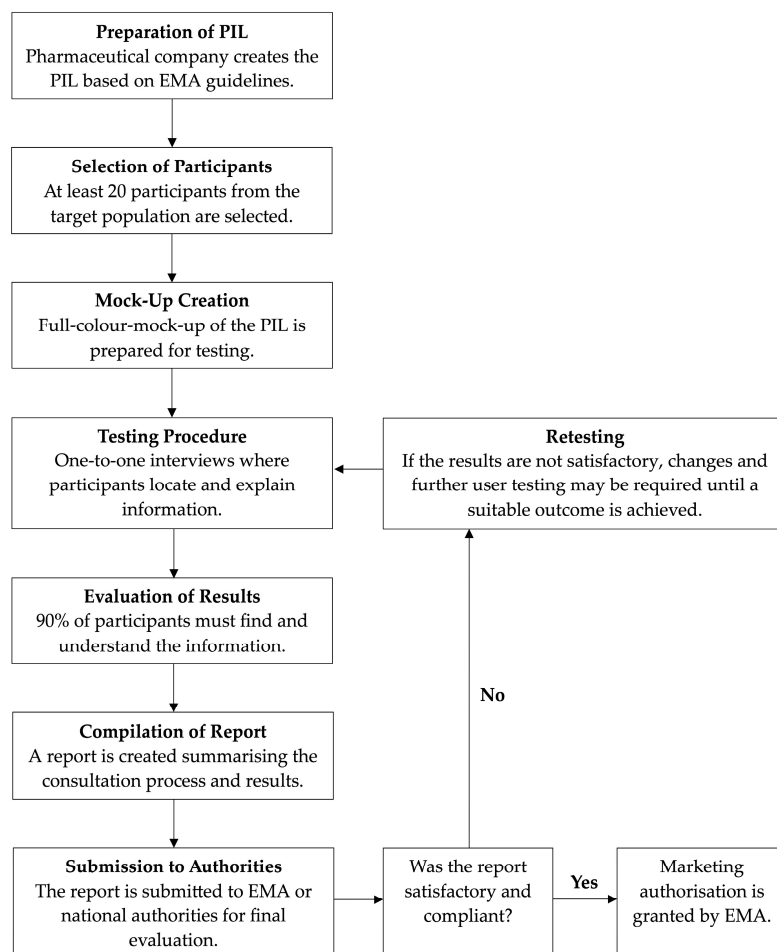 Preparation of PIL
Pharmaceutical company creates the
PIL based on EMA guidelines.
Selection of Participants
At least 20 participants from the
target population are selected.
Mock-Up Creation
Full-colour-mock-up of the PIL is
prepared for testing.
Testing Procedure
One-to-one interviews where
participants locate and explain
information.
Retesting
If the results are not satisfactory, changes and
further user testing may be required until a
suitable outcome is achieved.
Evaluation of Results
90% of participants must find and
understand the information.
No
Compilation of Report
A report is created summarising the
consultation process and results.
Submission to Authorities
The report is submitted to EMA or
national authorities for final
evaluation.
Was the report
satisfactory and
compliant?
Yes
Marketing
authorisation is
granted by EMA.